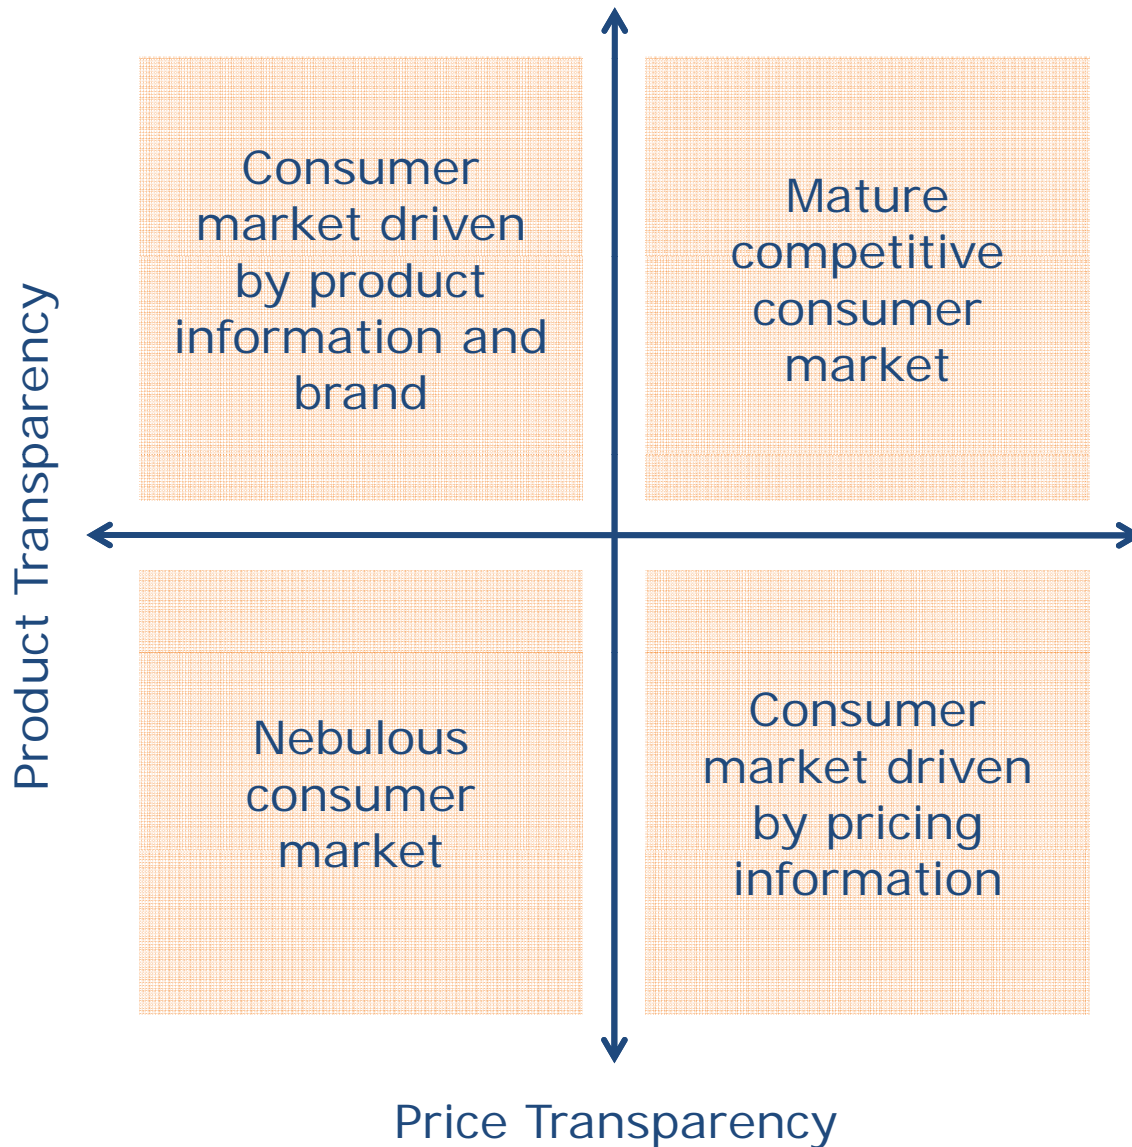 Consumer
market driven
by product
information and
brand
Mature
competitive
consumer
market
Product Transparency
Nebulous
consumer
market
Consumer
market driven
by pricing
information
Price Transparency